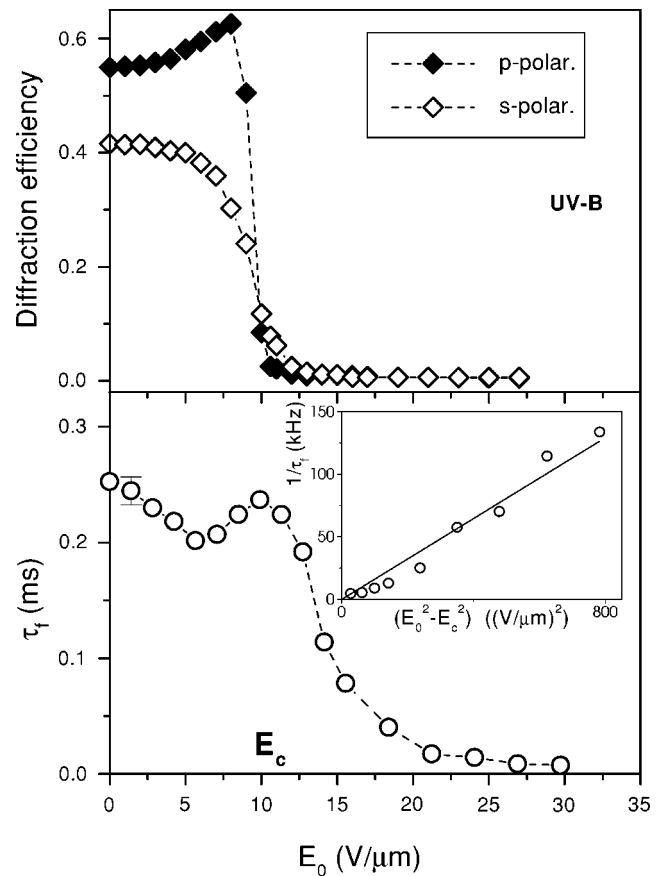 0.6
0.4
0.2
0.0
Diffraction efficiency
p-polar.
s-polar.
UV-B
0.3
0.2
0.1
0.0
τf (ms)
150
100
50
0
1/τf (kHz)
0 800
(E0²-Ec²) ((V/μm)²)
Ec
0 5 10 15 20 25 30 35
E0 (V/μm)